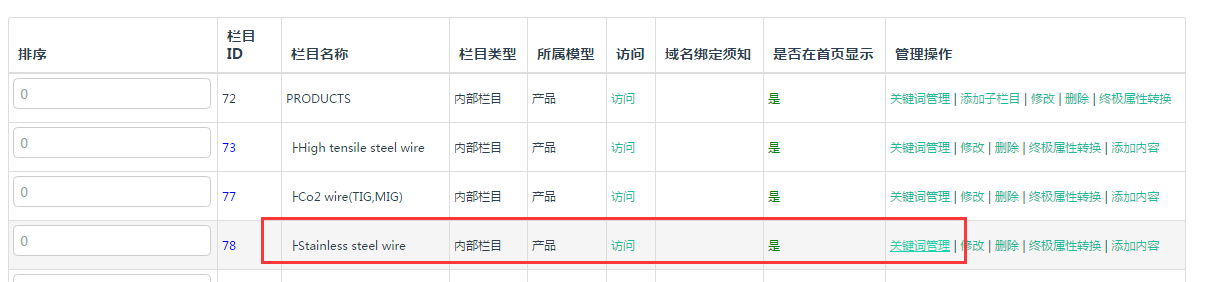 排序 栏目ID 栏目名称 栏目类型 所属模型 访问 域名绑定须知 是否在首页显示 管理操作
0 72 PRODUCTS 内部栏目 产品 访问 是 关键词管理 | 添加子栏目 | 修改 | 删除 | 终极属性转换
0 73 ├High tensile steel wire 内部栏目 产品 访问 是 关键词管理 | 修改 | 删除 | 终极属性转换 | 添加内容
0 77 ├Co2 wire(TIG,MIG) 内部栏目 产品 访问 是 关键词管理 | 修改 | 删除 | 终极属性转换 | 添加内容
0 78 ├Stainless steel wire 内部栏目 产品 访问 是 关键词管理 | 修改 | 删除 | 终极属性转换 | 添加内容